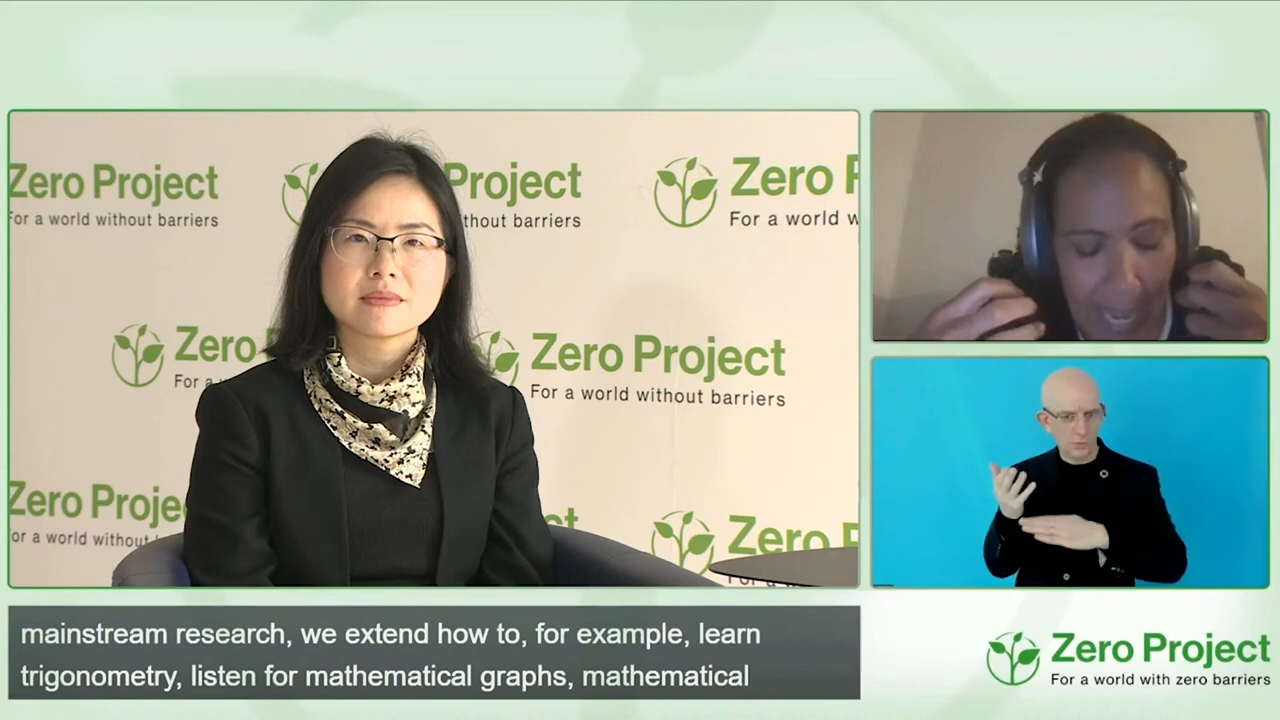 Zero Project
For a world without barriers
Project
thout barriers
Zero P
For a world w
Zero
For a
Zero Project
For a world without barriers
Zero Proje
or a world without
ct
Zero P
For a w
mainstream research, we extend how to, for example, learn
trigonometry, listen for mathematical graphs, mathematical
Zero Project
For a world with zero barriers